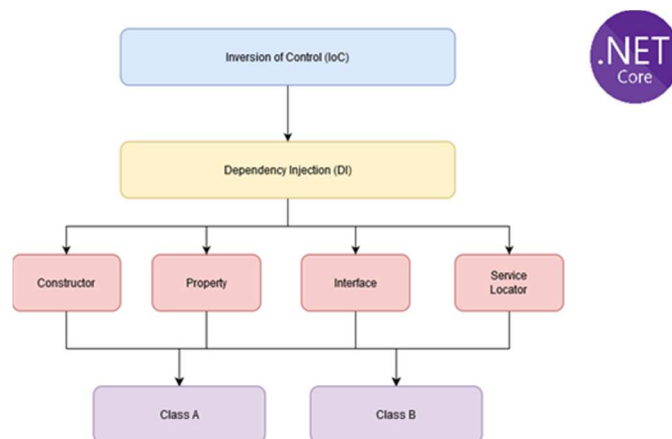 Inversion of Control (IoC)
.NET
Core
Dependency Injection (DI)
Constructor
Property
Interface
Service
Locator
Class A
Class B